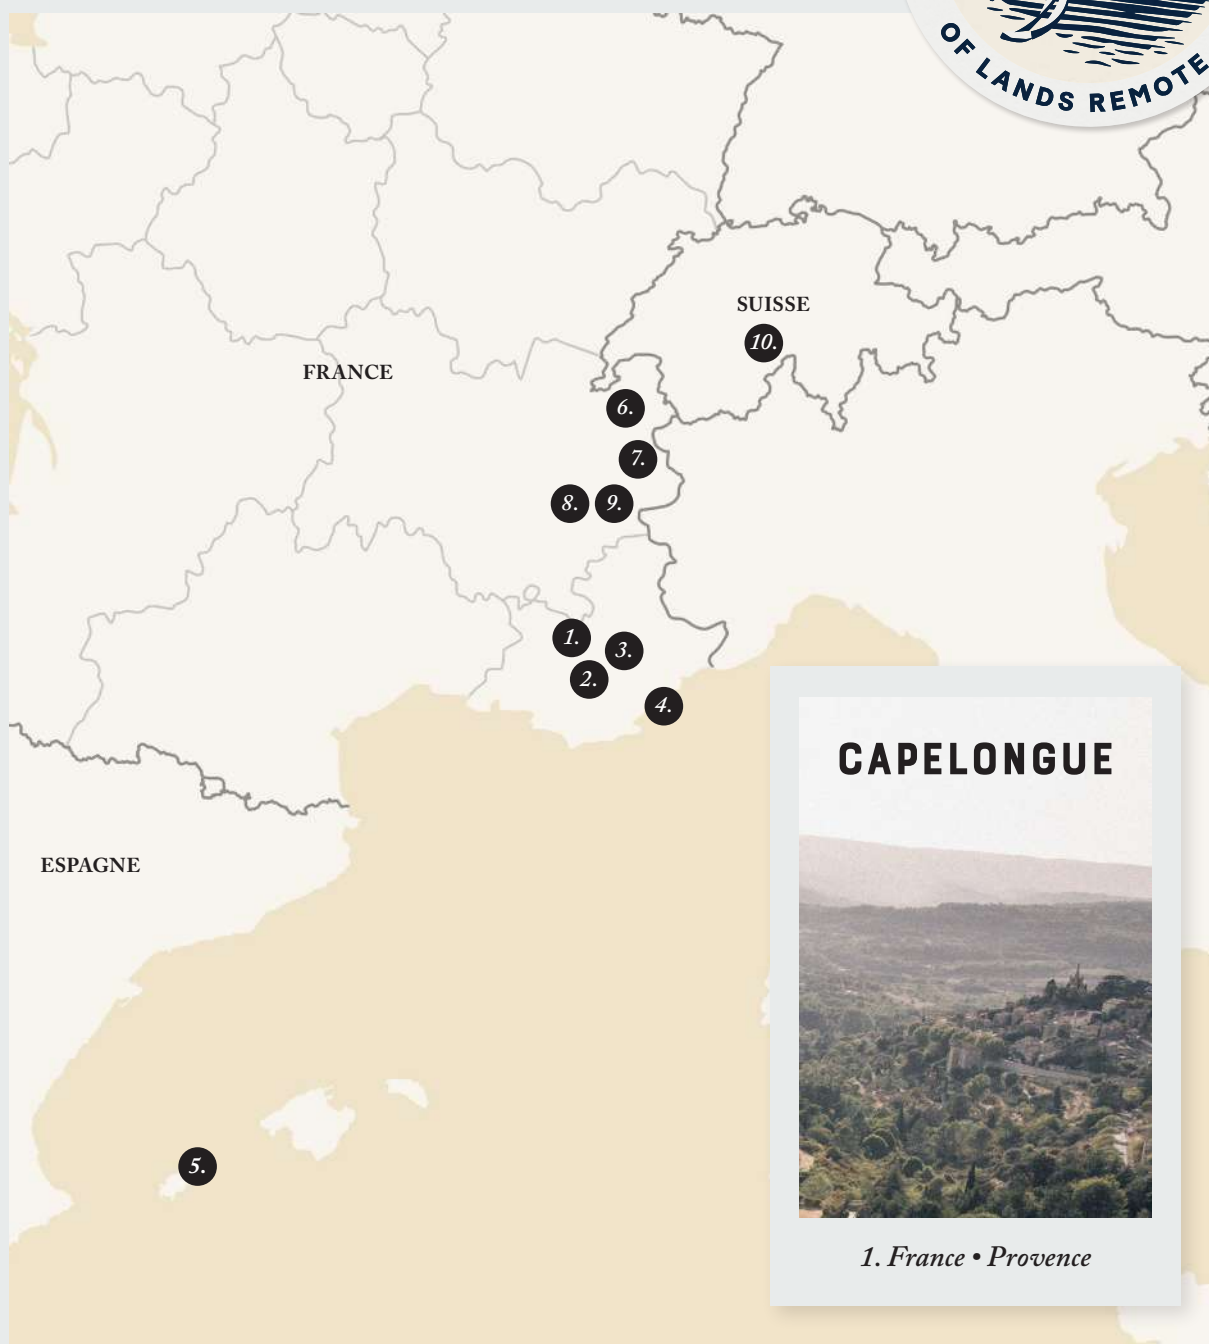 OF LANDS REMOTE
SUISSE
10.
FRANCE
6.
7.
8.
9.
1.
3.
2.
4.
CAPELONGUE
ESPAGNE
5.
1. France • Provence